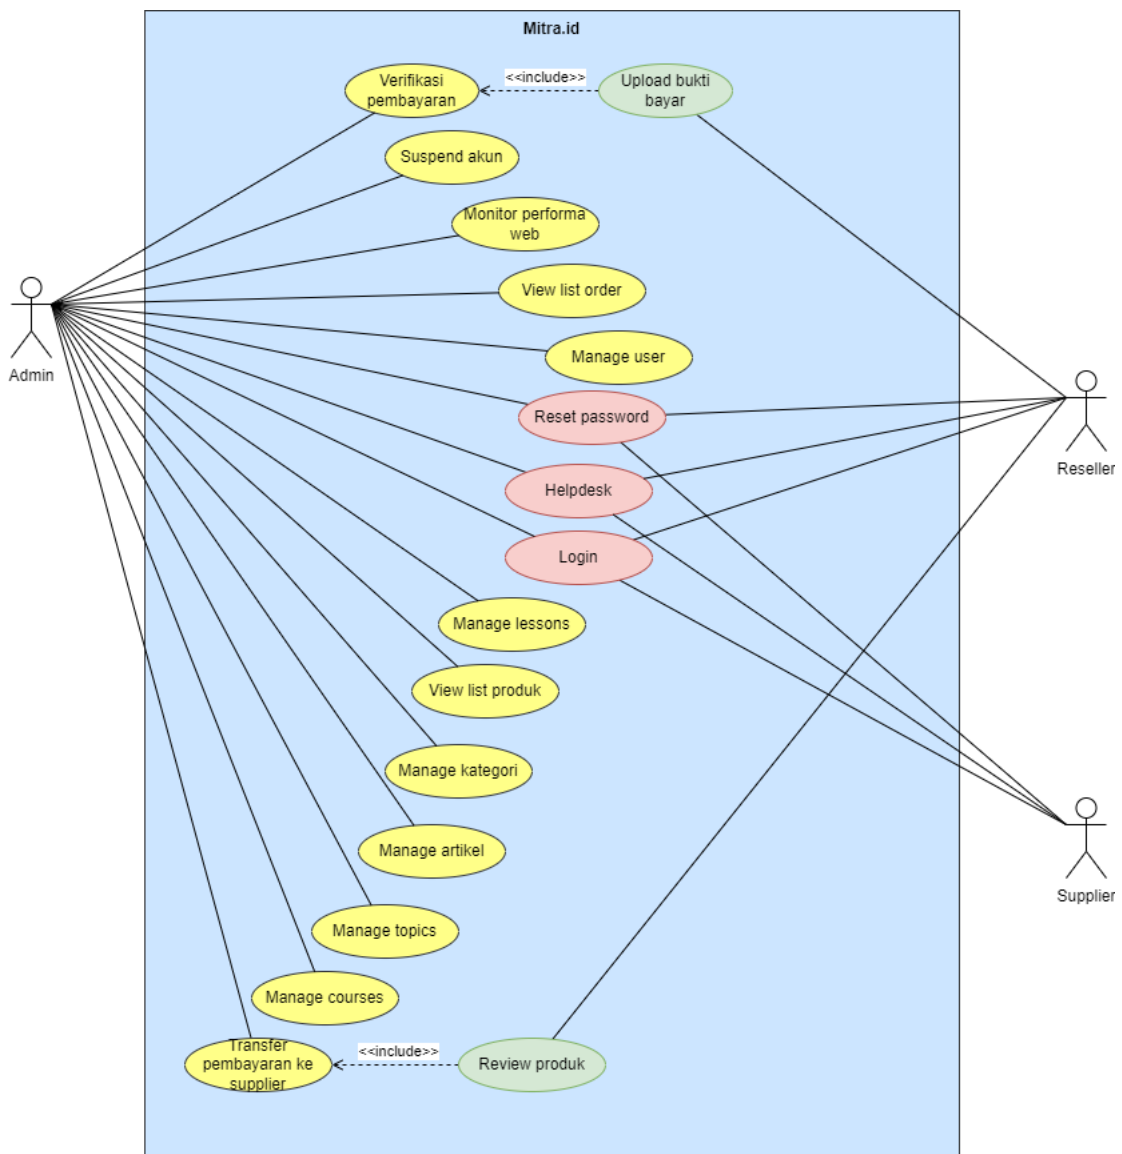 Mitra.id
Verifikasi
pembayaran
<<include>>
Upload bukti
bayar
Suspend akun
Monitor performa
web
View list order
Manage user
Admin
Reset password
Reseller
Helpdesk
Login
Manage lessons
View list produk
Manage kategori
Manage artikel
Supplier
Manage topics
Manage courses
Transfer
pembayaran ke
supplier
<<include>>
Review produk